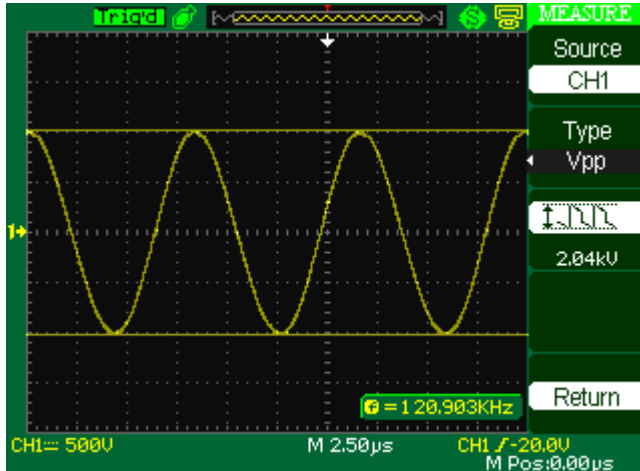 Trig'd S MEASURE
Source
CH1
Type
Vpp
1
2.04kV
f=120.903KHz
Return
CH1 500V M 2.50μs CH1 -20.0V
M Pos:0.00μs